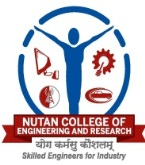 NUTAN COLLEGE OF
ENGINEERING AND RESEARCH
योग कर्मसु कौशलम्
Skilled Engineers for Industry